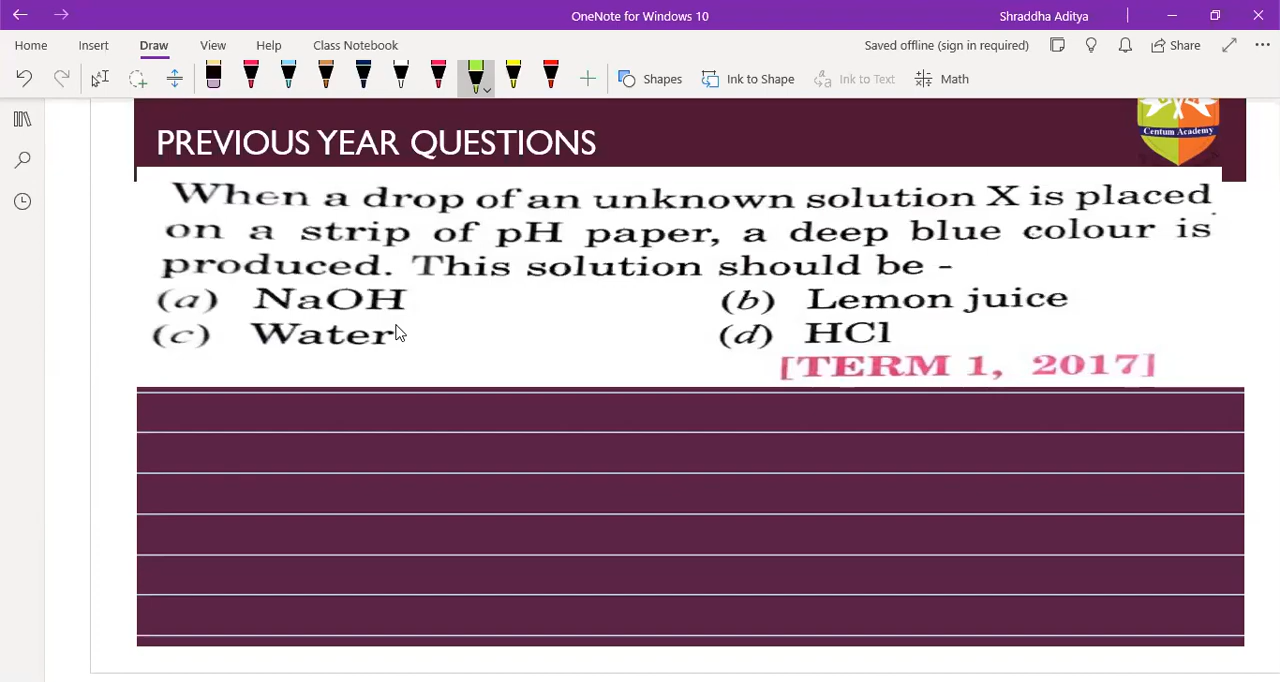 OneNote for Windows 10
Shraddha Aditya
Home Insert Draw View Help Class Notebook
Saved offline (sign in required) Share
Shapes Ink to Shape Ink to Text Math
PREVIOUS YEAR QUESTIONS
Centum Academy
When a drop of an unknown solution X is placed
on a strip of pH paper, a deep blue colour is
produced. This solution should be -
(a) NaOH (b) Lemon juice
(c) Water (d) HCl
[TERM 1, 2017]